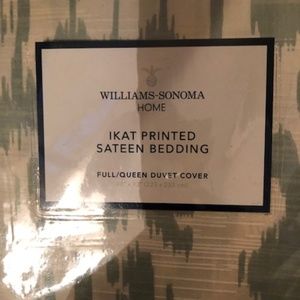 WILLIAMS-SONOMA
HOME
IKAT PRINTED
SATEEN BEDDING
FULL/QUEEN DUVET COVER